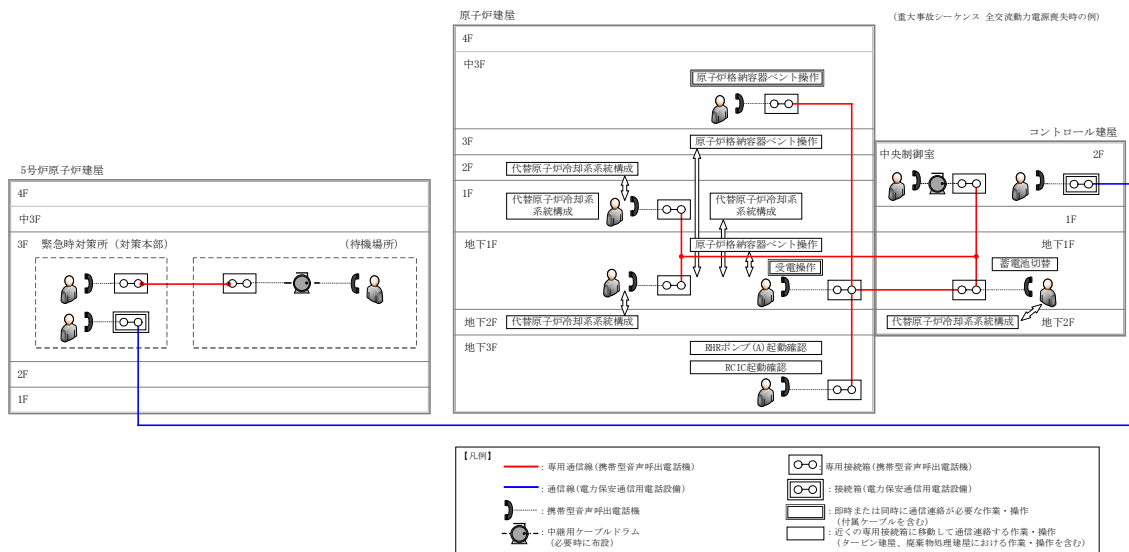 原子炉建屋
(重大事故シーケンス 全交流動力電源喪失時の例)
4F
中3F
原子炉格納容器ベント操作
3F
原子炉格納容器ベント操作
2F
代替原子炉冷却系系統構成
1F
代替原子炉冷却系
系統構成
代替原子炉冷却系
系統構成
地下1F
原子炉格納容器ベント操作
受電操作
地下2F
代替原子炉冷却系系統構成
地下3F
RHRポンプ(A)起動確認
RCIC起動確認
コントロール建屋
中央制御室
2F
1F
地下1F
蓄電池切替
代替原子炉冷却系系統構成
地下2F
5号炉原子炉建屋
4F
中3F
3F
緊急時対策所（対策本部）
(待機場所)
2F
1F
【凡例】
：専用通信線(携帯型音声呼出電話機)
：通信線(電力保安通信用電話設備)
：携帯型音声呼出電話機
：中継用ケーブルドラム
(必要時に布設)
：専用接続箱(携帯型音声呼出電話機)
：接続箱(電力保安通信用電話設備)
：即時または同時に通信連絡が必要な作業・操作
(付属ケーブルを含む)
：近くの専用接続箱に移動して通信連絡する作業・操作
(タービン建屋、廃棄物処理建屋における作業・操作を含む)